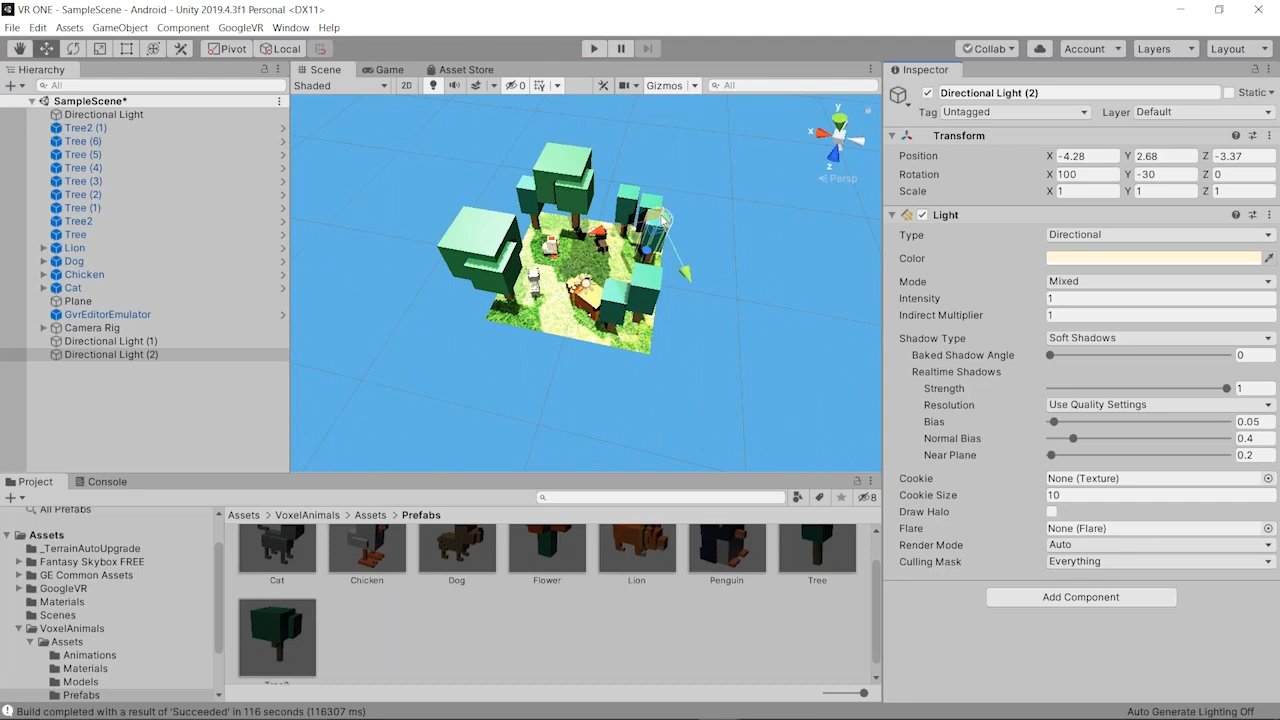 VR ONE - SampleScene - Android - Unity 2019.4.3f1 Personal <DX11>
File Edit Assets GameObject Component GoogleVR Window Help
Pivot Local Collab Account Layers Layout
Hierarchy
All
SampleScene*
Directional Light
Tree2 (1)
Tree (6)
Tree (5)
Tree (4)
Tree (3)
Tree (2)
Tree (1)
Tree2
Tree
Lion
Dog
Chicken
Cat
Plane
GvrEditorEmulator
Camera Rig
Directional Light (1)
Directional Light (2)
Scene Game Asset Store
Shaded 2D 0 Gizmos All
y
x
z
Persp
Inspector
Directional Light (2) Static
Tag Untagged Layer Default
Transform
Position X -4.28 Y 2.68 Z -3.37
Rotation X 100 Y -30 Z 0
Scale X 1 Y 1 Z 1
Light
Type Directional
Color
Mode Mixed
Intensity 1
Indirect Multiplier 1
Shadow Type Soft Shadows
Baked Shadow Angle 0
Realtime Shadows
Strength 1
Resolution Use Quality Settings
Bias 0.05
Normal Bias 0.4
Near Plane 0.2
Cookie None (Texture)
Cookie Size 10
Draw Halo
Flare None (Flare)
Render Mode Auto
Culling Mask Everything
Add Component
Project Console
8
All Prefabs
Assets
_TerrainAutoUpgrade
Fantasy Skybox FREE
GE Common Assets
GoogleVR
Materials
Scenes
VoxelAnimals
Assets
Animations
Materials
Models
Prefabs
Assets > VoxelAnimals > Assets > Prefabs
Cat Chicken Dog Flower Lion Penguin Tree
Build completed with a result of 'Succeeded' in 116 seconds (116307 ms)
Auto Generate Lighting Off